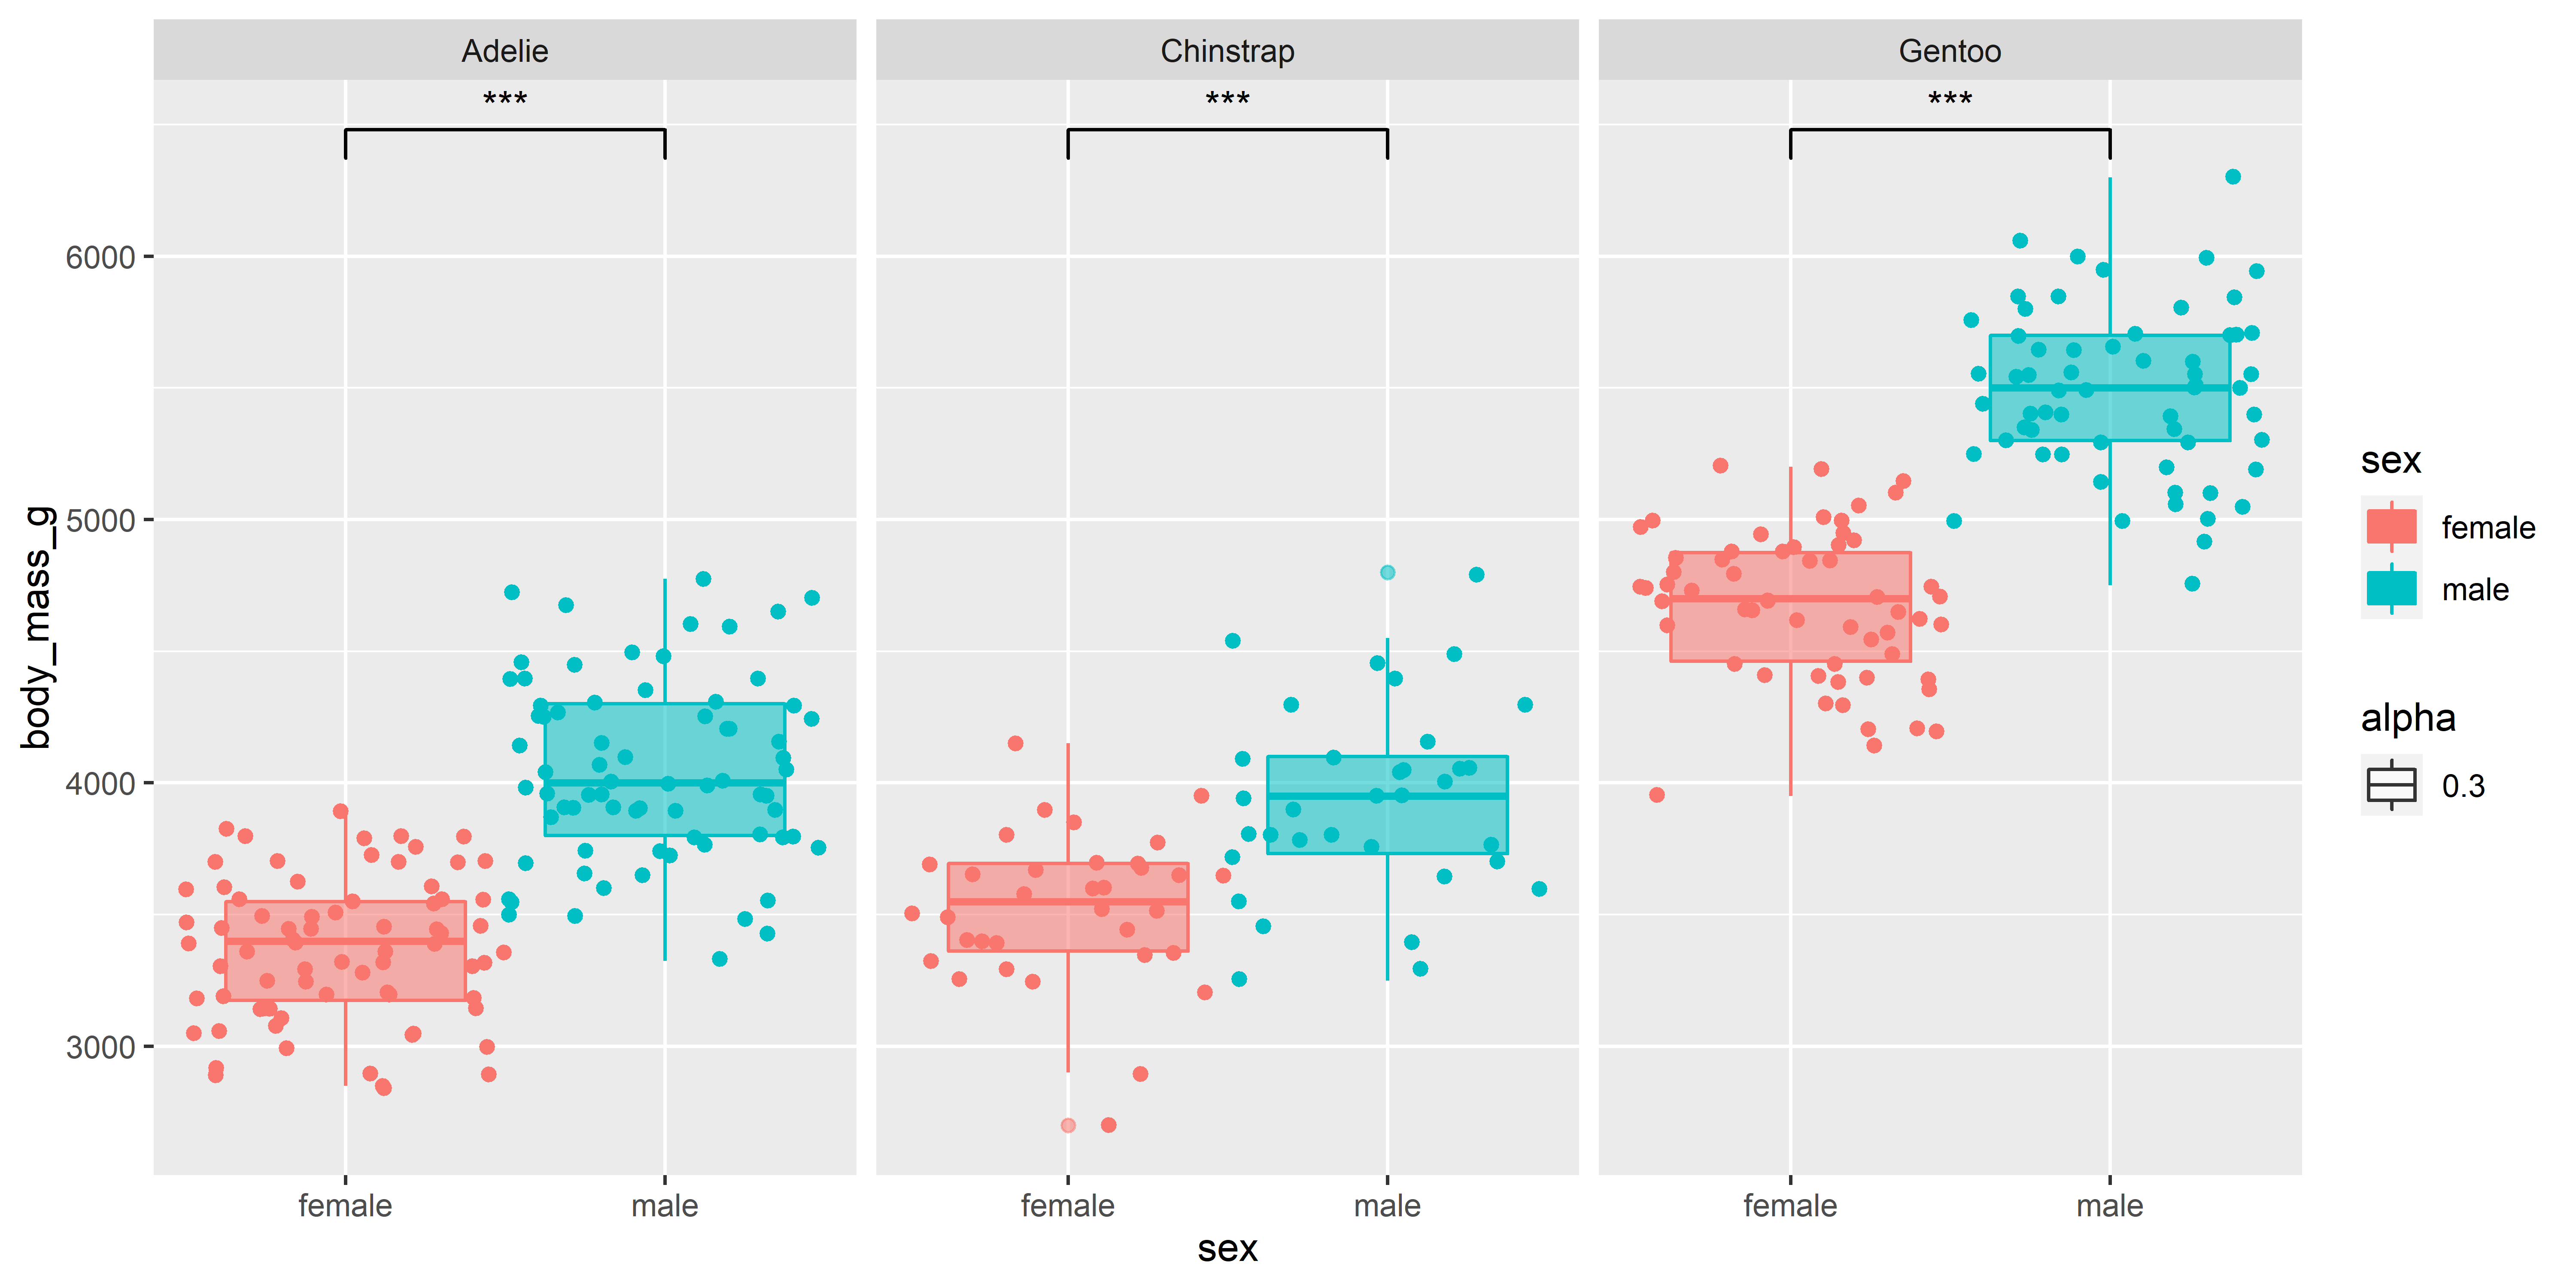 Adelie Chinstrap Gentoo
*** *** ***
6000
5000
4000
3000
body_mass_g
female male female male female male
sex
sex
female
male
alpha
0.3